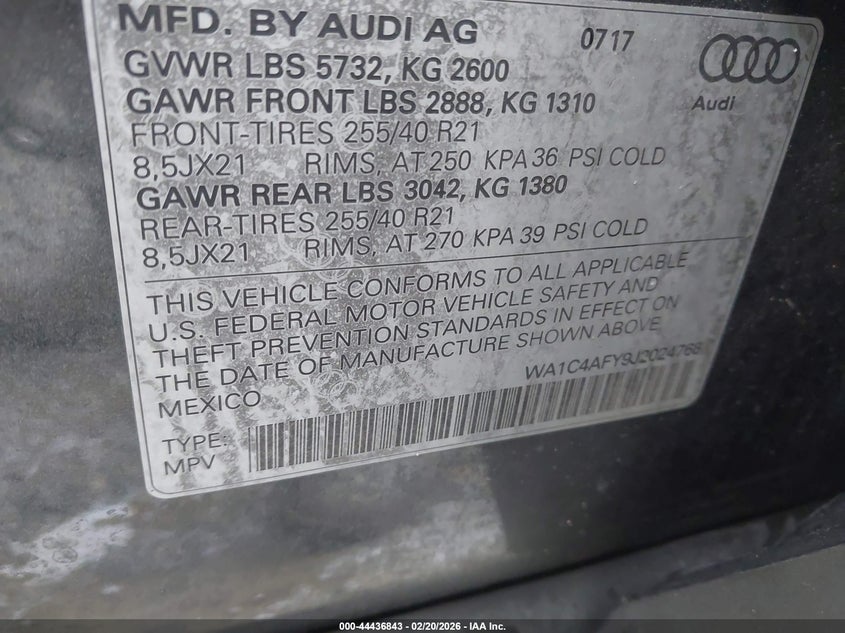 MFD. BY AUDI AG 0717
GVWR LBS 5732, KG 2600
GAWR FRONT LBS 2888, KG 1310
Audi
FRONT-TIRES 255/40 R21
8,5JX21 RIMS, AT 250 KPA 36 PSI COLD
GAWR REAR LBS 3042, KG 1380
REAR-TIRES 255/40 R21
8,5JX21 RIMS, AT 270 KPA 39 PSI COLD
THIS VEHICLE CONFORMS TO ALL APPLICABLE
U.S. FEDERAL MOTOR VEHICLE SAFETY AND
THEFT PREVENTION STANDARDS IN EFFECT ON
THE DATE OF MANUFACTURE SHOWN ABOVE
WA1C4AFY9J2024768
MEXICO
TYPE:
MPV
000-44436843 - 02/20/2026 - IAA Inc.